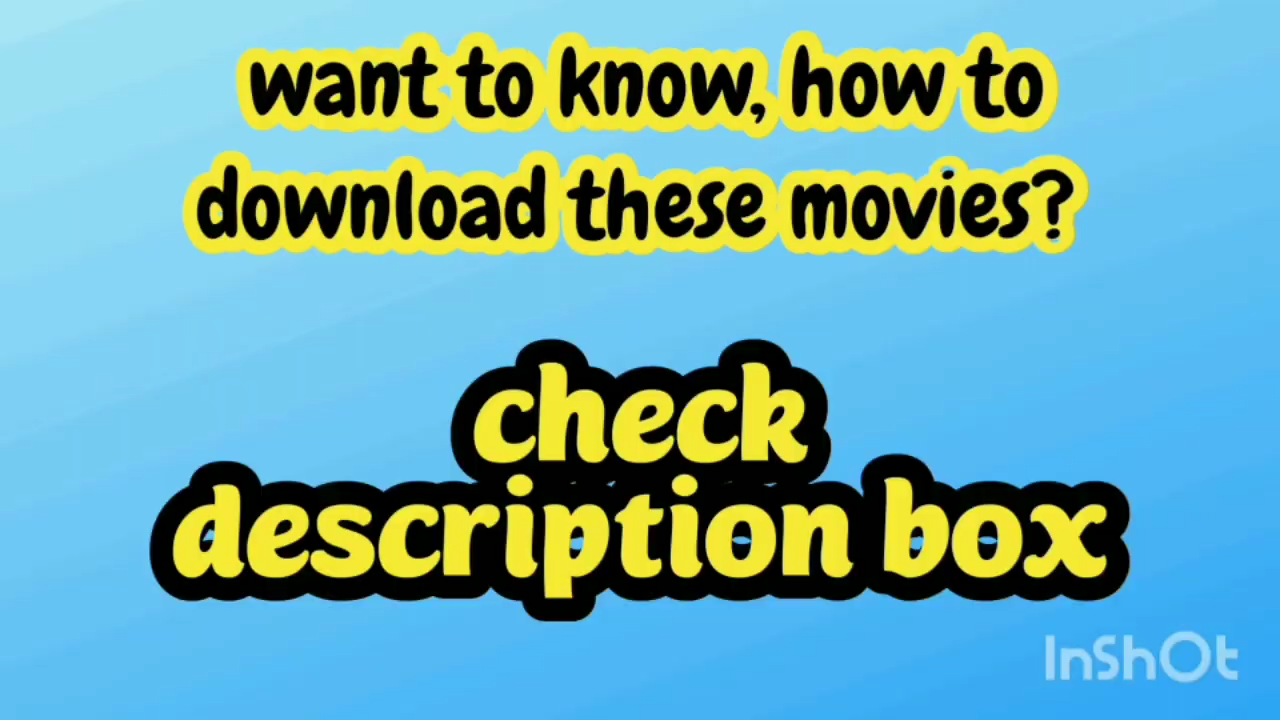 want to know, how to
download these movies?
check
description box
InShOt